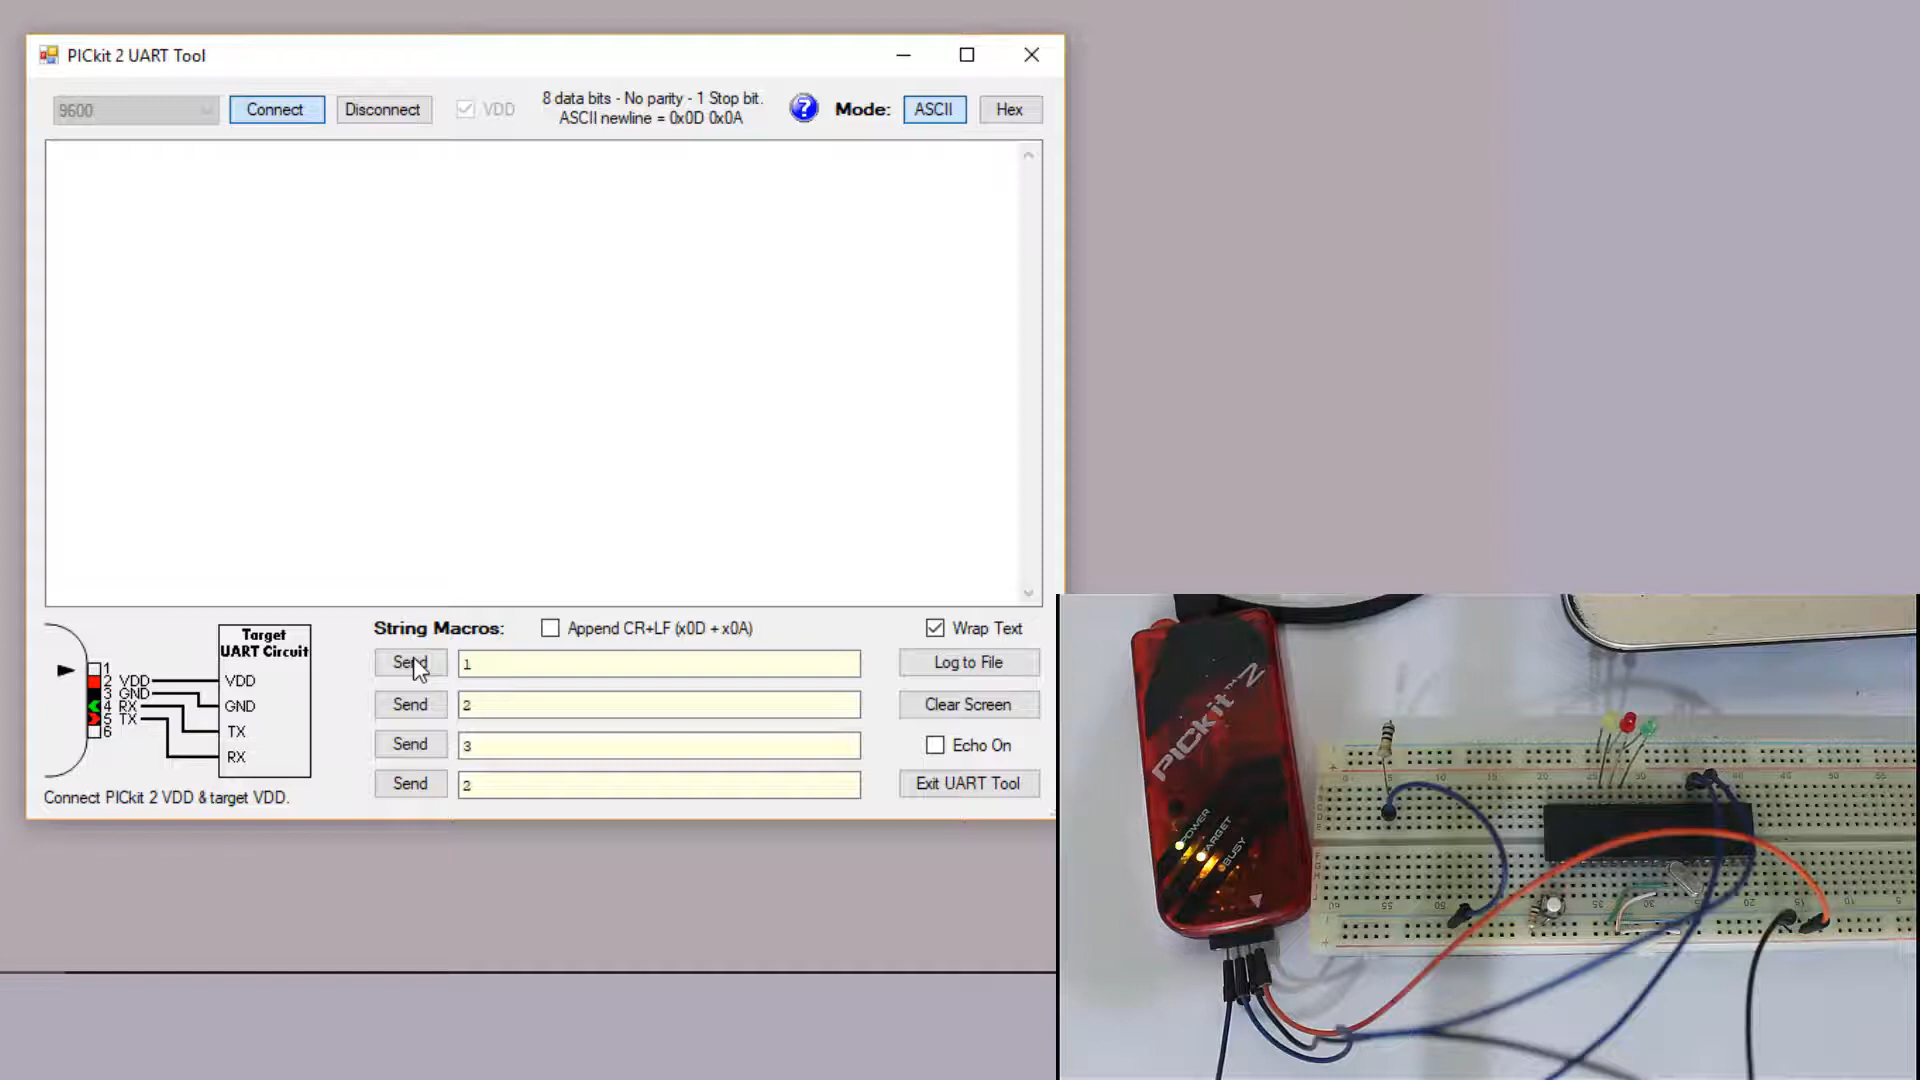 PICkit 2 UART Tool
9600
Connect
Disconnect
VDD
8 data bits - No parity - 1 Stop bit.
ASCII newline = 0x0D 0x0A
Mode:
ASCII
Hex
String Macros:
Append CR+LF (x0D + x0A)
Wrap Text
Send
1
Log to File
Send
2
Clear Screen
Send
3
Echo On
Send
2
Exit UART Tool
Target
UART Circuit
1
2 VDD
VDD
3 GND
GND
4 RX
TX
5 TX
RX
6
Connect PICkit 2 VDD & target VDD.
PICkit™ 2
POWER
TARGET
BUSY